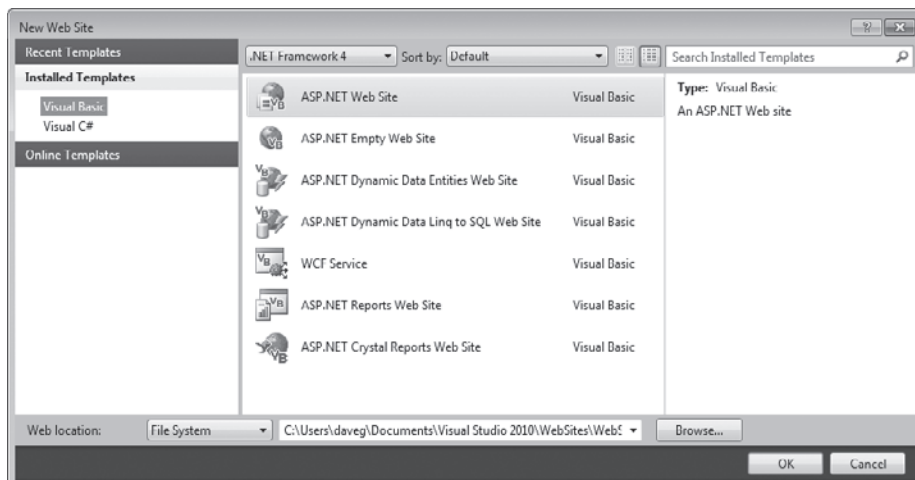 New Web Site
Recent Templates
Installed Templates
Visual Basic
Visual C#
Online Templates
.NET Framework 4 Sort by: Default Search Installed Templates
ASP.NET Web Site Visual Basic
ASP.NET Empty Web Site Visual Basic
ASP.NET Dynamic Data Entities Web Site Visual Basic
ASP.NET Dynamic Data Linq to SQL Web Site Visual Basic
WCF Service Visual Basic
ASP.NET Reports Web Site Visual Basic
ASP.NET Crystal Reports Web Site Visual Basic
Type: Visual Basic
An ASP.NET Web site
Web location: File System C:\Users\daveg\Documents\Visual Studio 2010\WebSites\WebS Browse...
OK Cancel